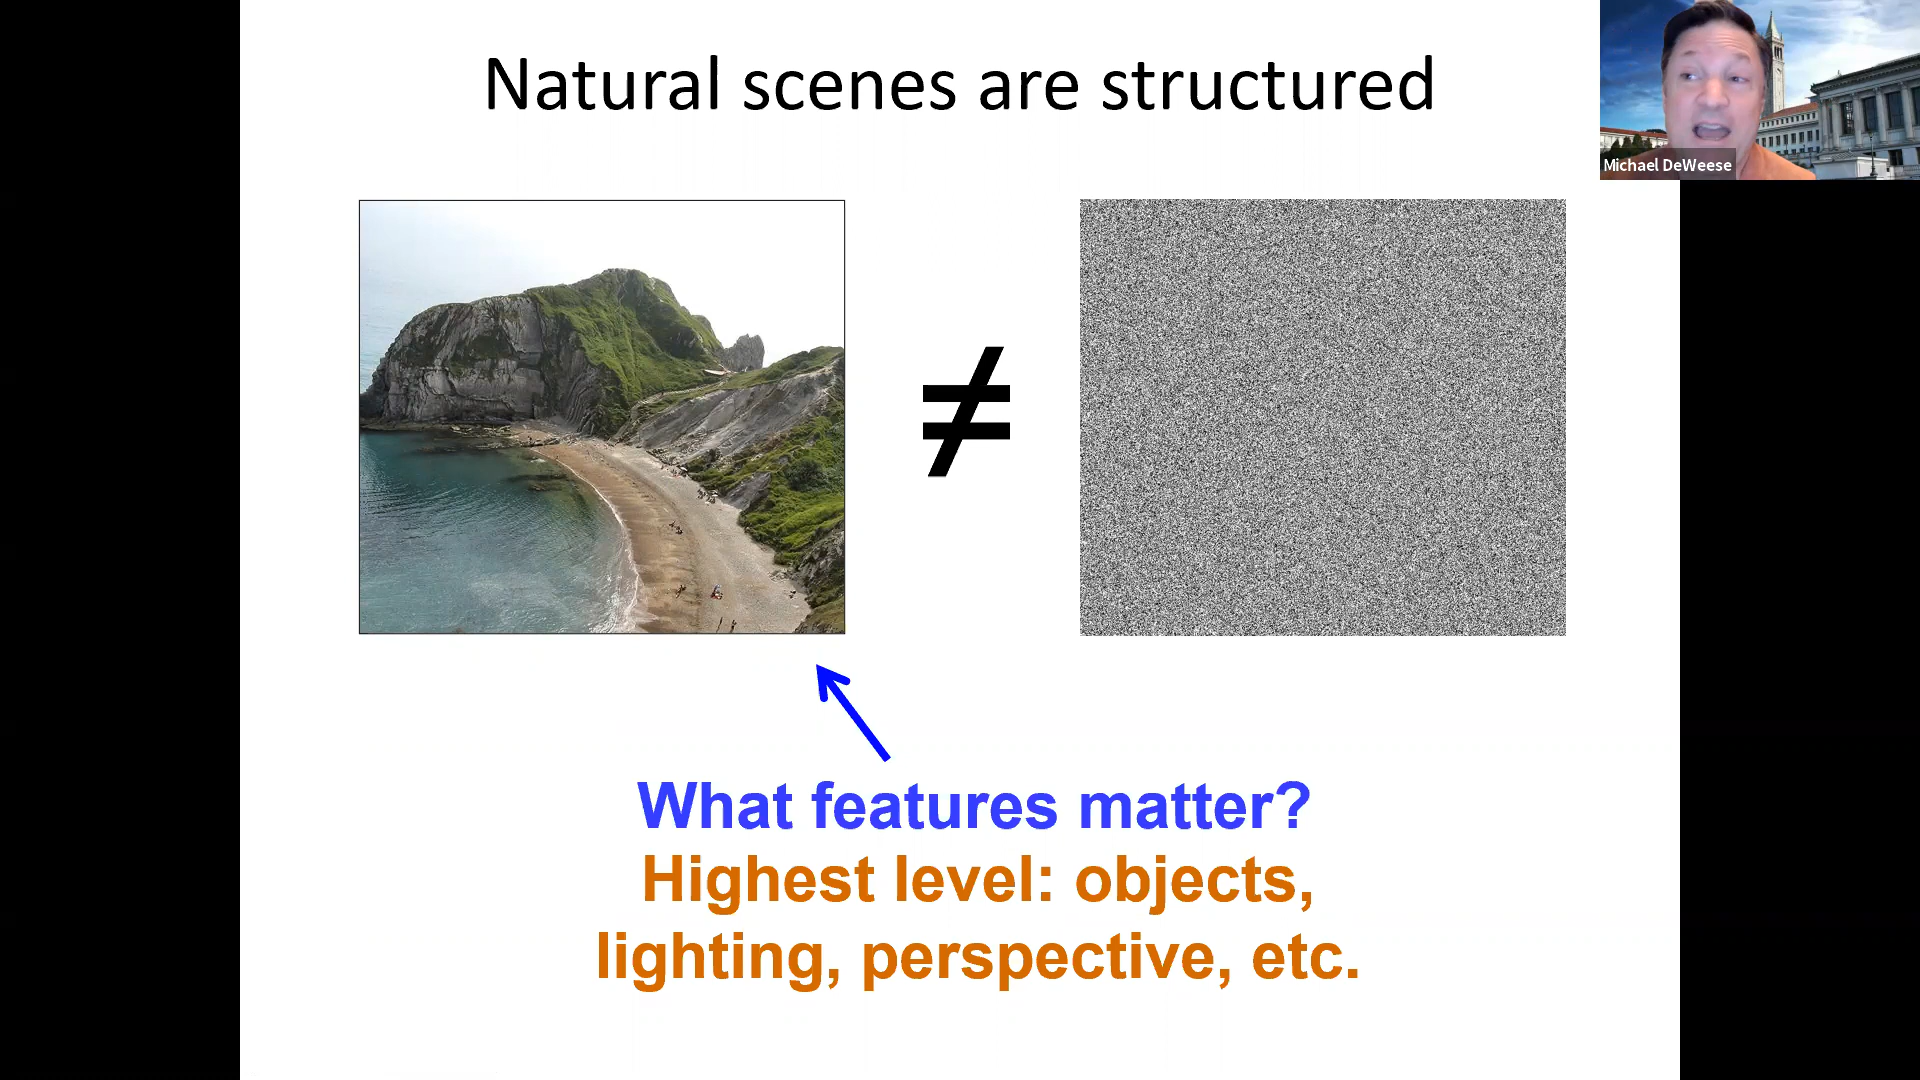 Natural scenes are structured
Michael DeWeese
≠
What features matter?
Highest level: objects,
lighting, perspective, etc.